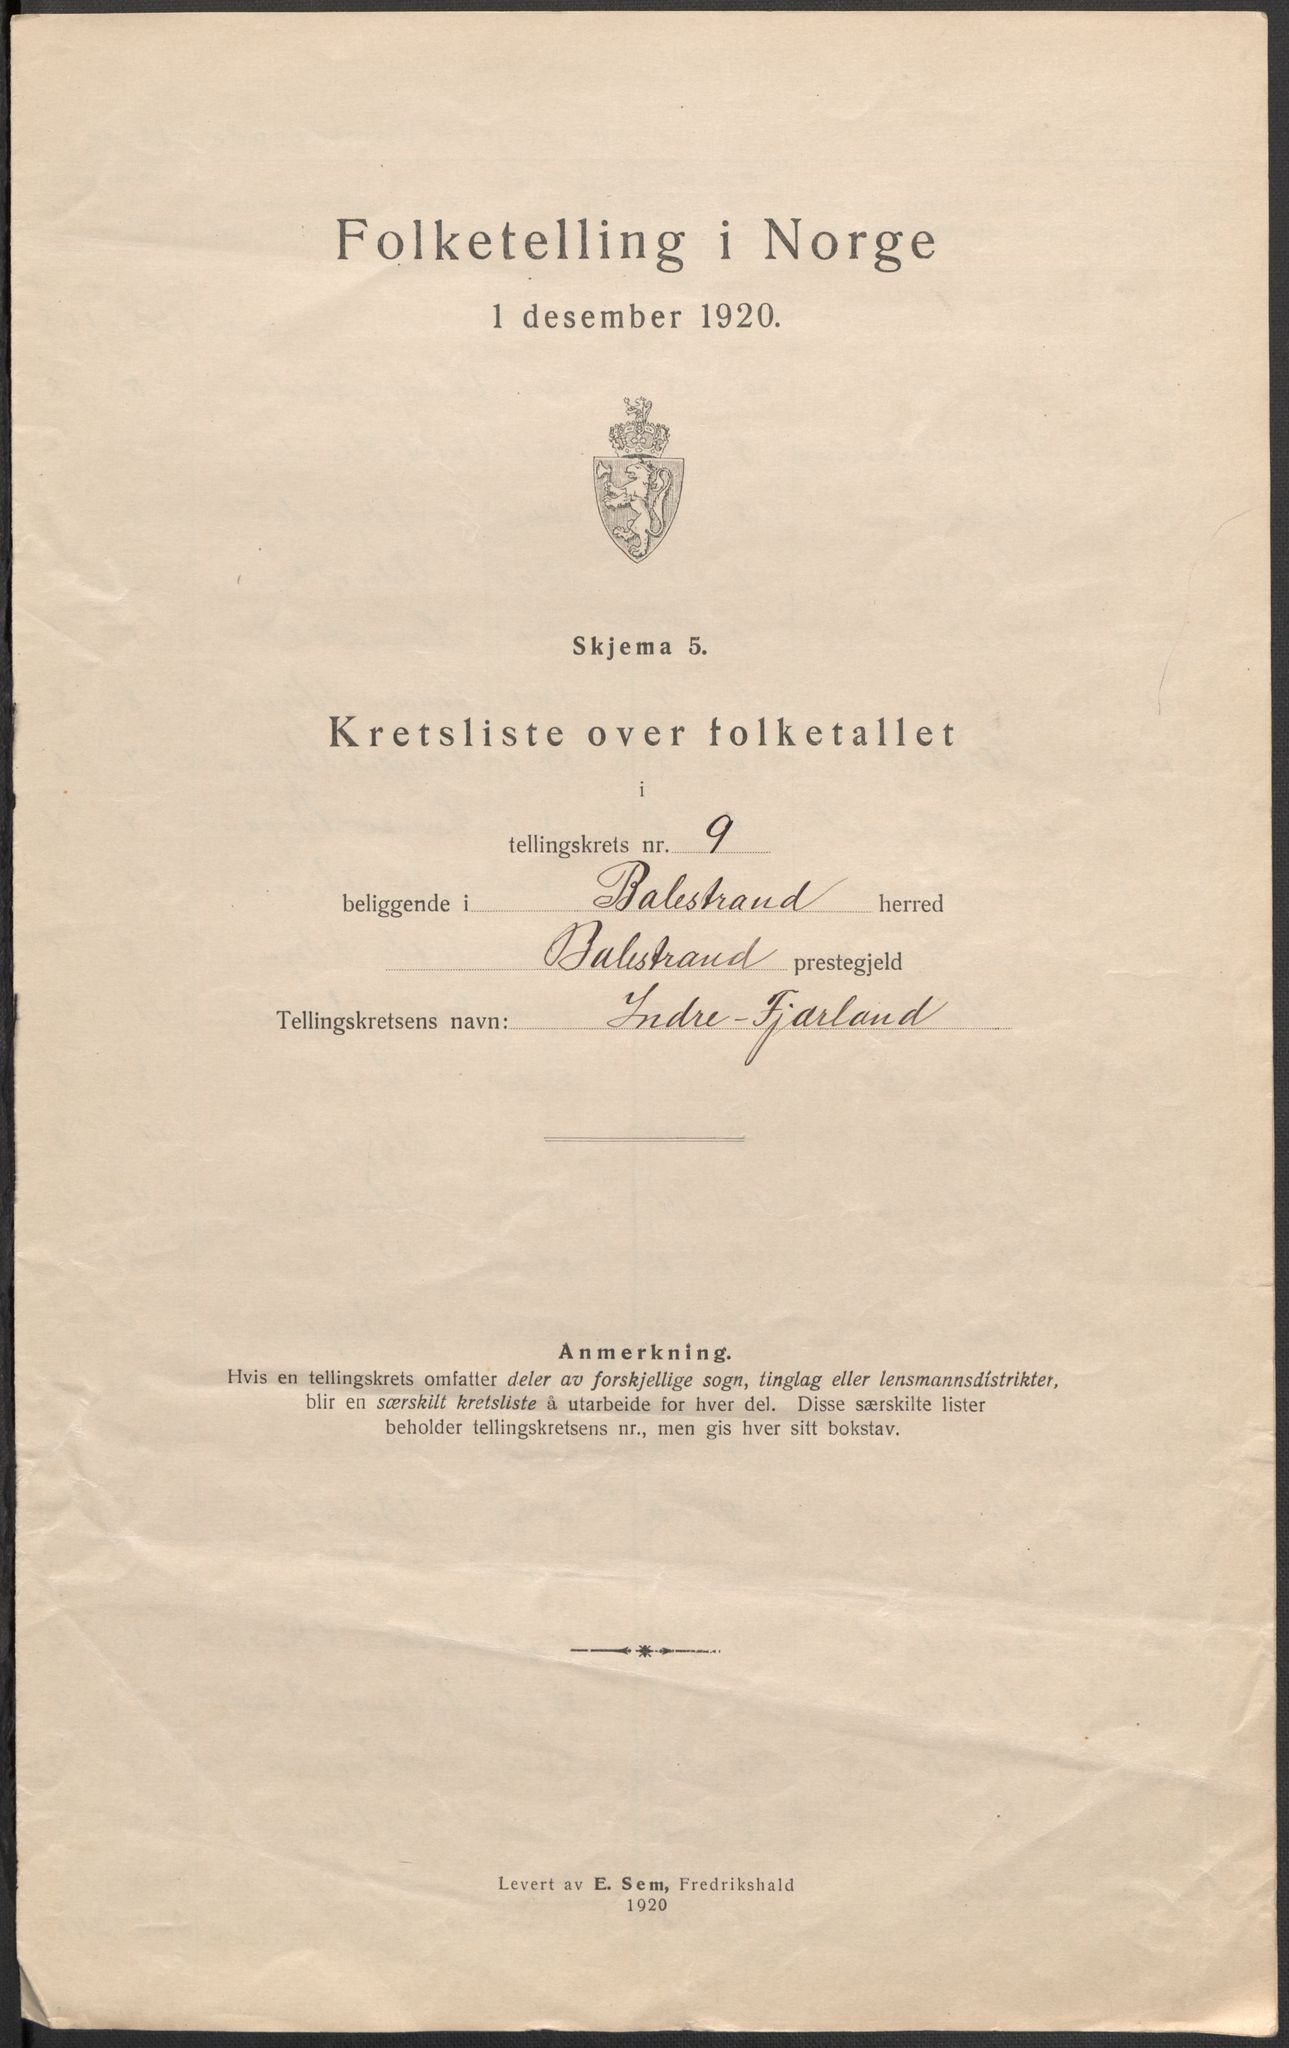 Folketelling i Norge
1 desember 1920.
Skjema 5.
Kretsliste over folketallet
i
tellingskrets nr. 9
beliggende i Balestrand herred
Balestrand prestegjeld
Tellingskretsens navn: Indre-Fjærland
Anmerkning.
Hvis en tellingskrets omfatter deler av forskjellige sogn, tinglag eller lensmannsdistrikter,
blir en særskilt kretsliste å utarbeide for hver del. Disse særskilte lister
beholder tellingskretsens nr., men gis hver sitt bokstav.
Levert av E. Sem, Fredrikshald
1920